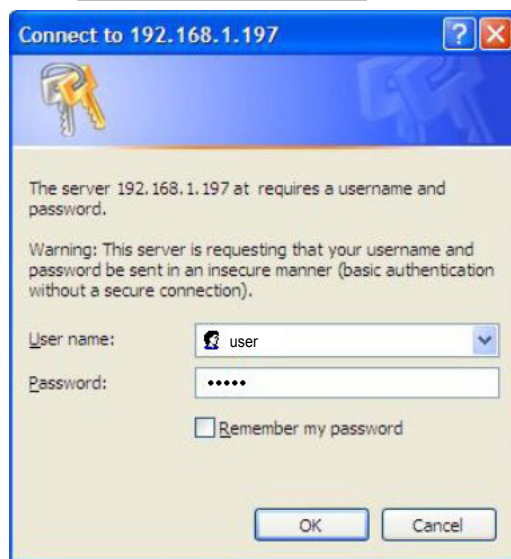 Connect to 192.168.1.197
The server 192.168.1.197 at requires a username and
password.
Warning: This server is requesting that your username and
password be sent in an insecure manner (basic authentication
without a secure connection).
User name:
user
Password:
•••••
Remember my password
OK
Cancel